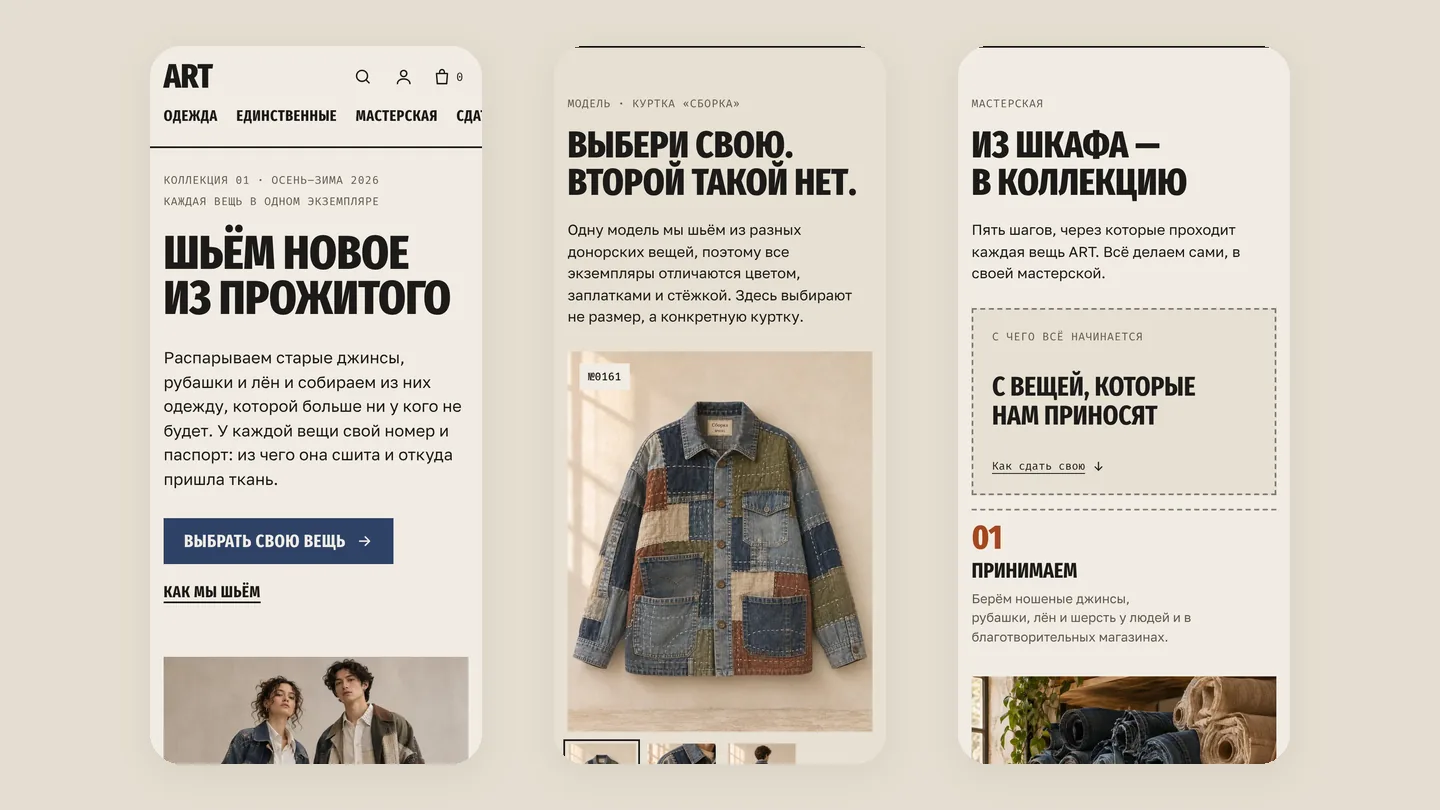 ART
0
ОДЕЖДА ЕДИНСТВЕННЫЕ МАСТЕРСКАЯ СДАТ
КОЛЛЕКЦИЯ 01 · ОСЕНЬ–ЗИМА 2026
КАЖДАЯ ВЕЩЬ В ОДНОМ ЭКЗЕМПЛЯРЕ
ШЬЁМ НОВОЕ
ИЗ ПРОЖИТОГО
Распарываем старые джинсы,
рубашки и лён и собираем из них
одежду, которой больше ни у кого не
будет. У каждой вещи свой номер и
паспорт: из чего она сшита и откуда
пришла ткань.
ВЫБРАТЬ СВОЮ ВЕЩЬ →
КАК МЫ ШЬЁМ
МОДЕЛЬ · КУРТКА «СБОРКА»
ВЫБЕРИ СВОЮ.
ВТОРОЙ ТАКОЙ НЕТ.
Одну модель мы шьём из разных
донорских вещей, поэтому все
экземпляры отличаются цветом,
заплатками и стёжкой. Здесь выбирают
не размер, а конкретную куртку.
№0161
Сборка
МАСТЕРСКАЯ
ИЗ ШКАФА —
В КОЛЛЕКЦИЮ
Пять шагов, через которые проходит
каждая вещь ART. Всё делаем сами, в
своей мастерской.
С ЧЕГО ВСЁ НАЧИНАЕТСЯ
С ВЕЩЕЙ, КОТОРЫЕ
НАМ ПРИНОСЯТ
Как сдать свою ↓
01
ПРИНИМАЕМ
Берём ношеные джинсы,
рубашки, лён и шерсть у людей и в
благотворительных магазинах.